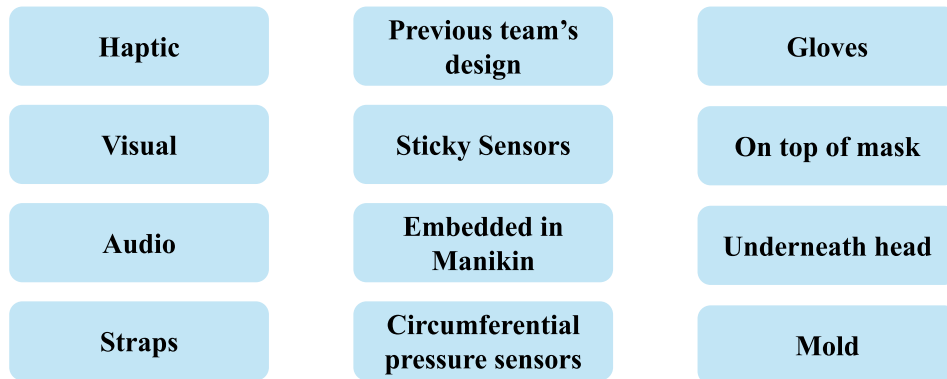 Haptic
Previous team's
design
Gloves
Visual
Sticky Sensors
On top of mask
Audio
Embedded in
Manikin
Underneath head
Straps
Circumferential
pressure sensors
Mold